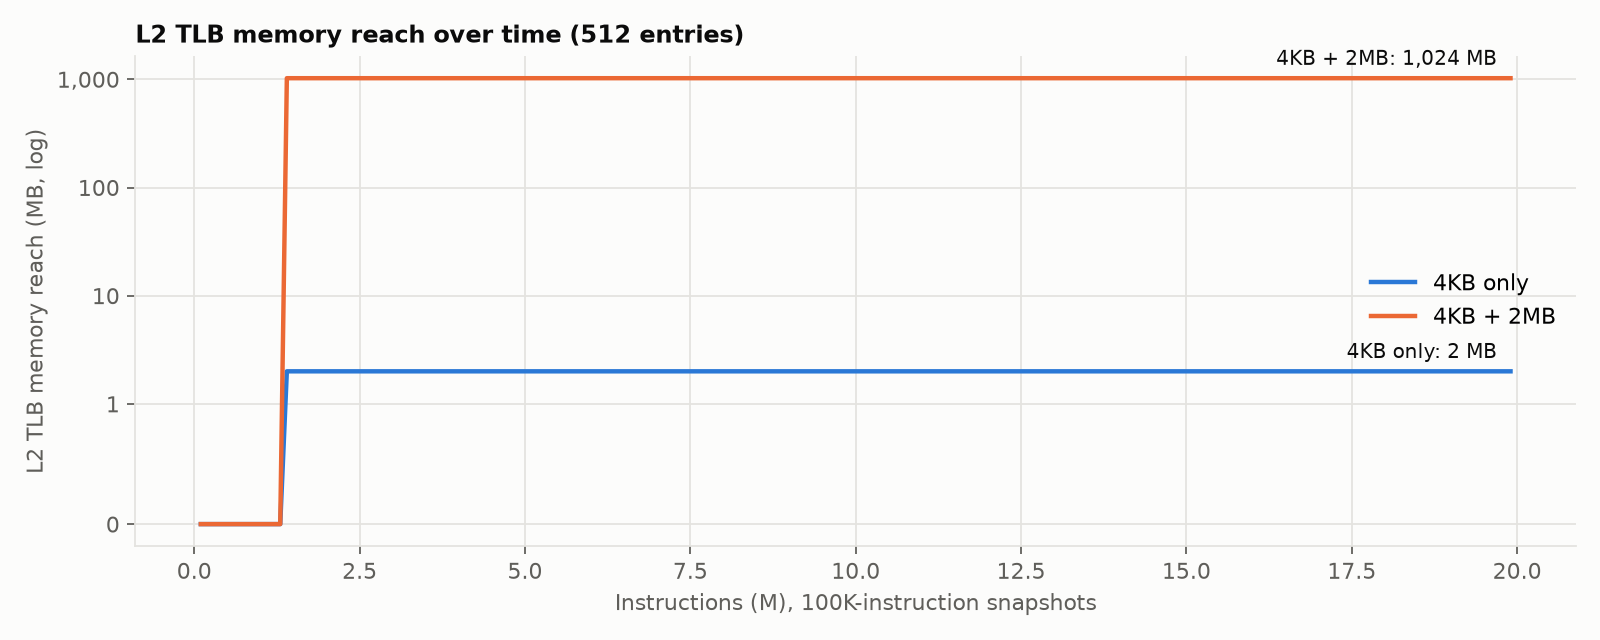 L2 TLB memory reach over time (512 entries)
4KB + 2MB: 1,024 MB
1,000
100
10
1
0
L2 TLB memory reach (MB, log)
4KB only
4KB + 2MB
4KB only: 2 MB
0.0 2.5 5.0 7.5 10.0 12.5 15.0 17.5 20.0
Instructions (M), 100K-instruction snapshots